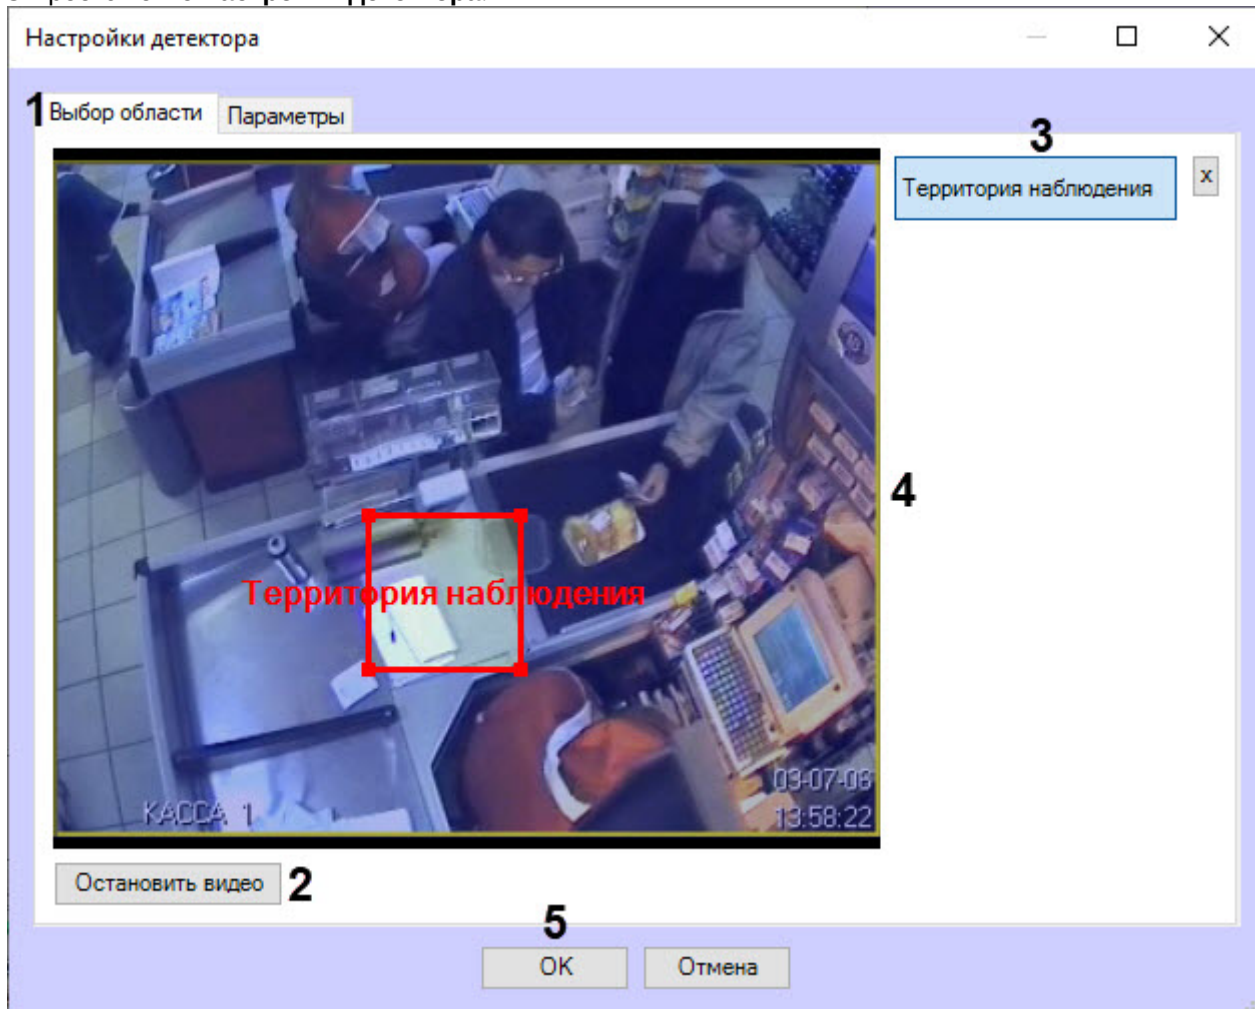 Настройки детектора
1 Выбор области Параметры
3
Территория наблюдения x
4
Территория наблюдения
03-07-06
КАССА 1 13:58:22
Остановить видео 2
5
OK Отмена